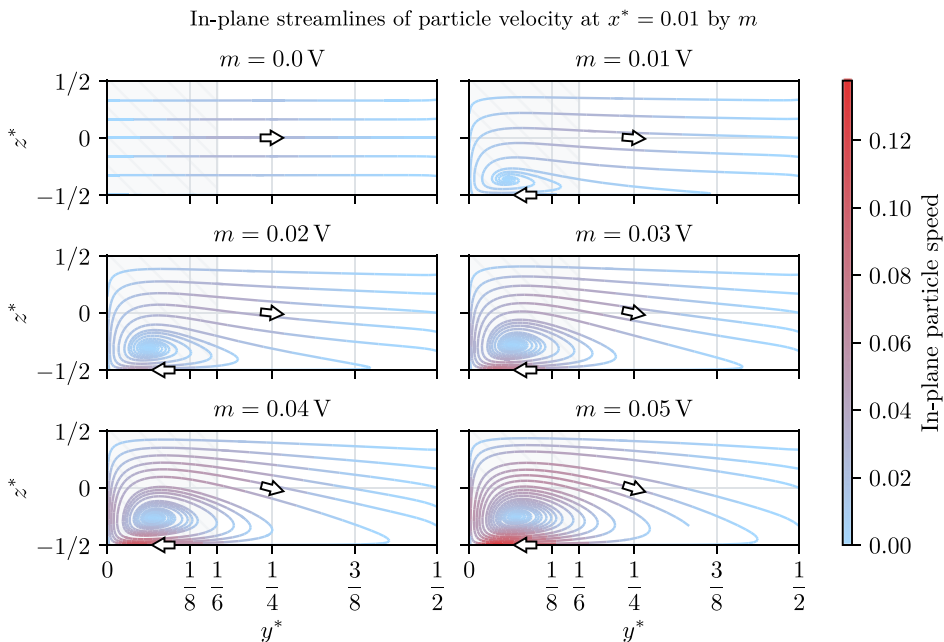 In-plane streamlines of particle velocity at x* = 0.01 by m
m = 0.0 V
m = 0.01 V
1/2
0
−1/2
z*
m = 0.02 V
m = 0.03 V
1/2
0
−1/2
z*
m = 0.04 V
m = 0.05 V
1/2
0
−1/2
z*
0 1/8 1/6 1/4 3/8 1/2
0 1/8 1/6 1/4 3/8 1/2
y*
y*
0.12
0.10
0.08
0.06
0.04
0.02
0.00
In-plane particle speed